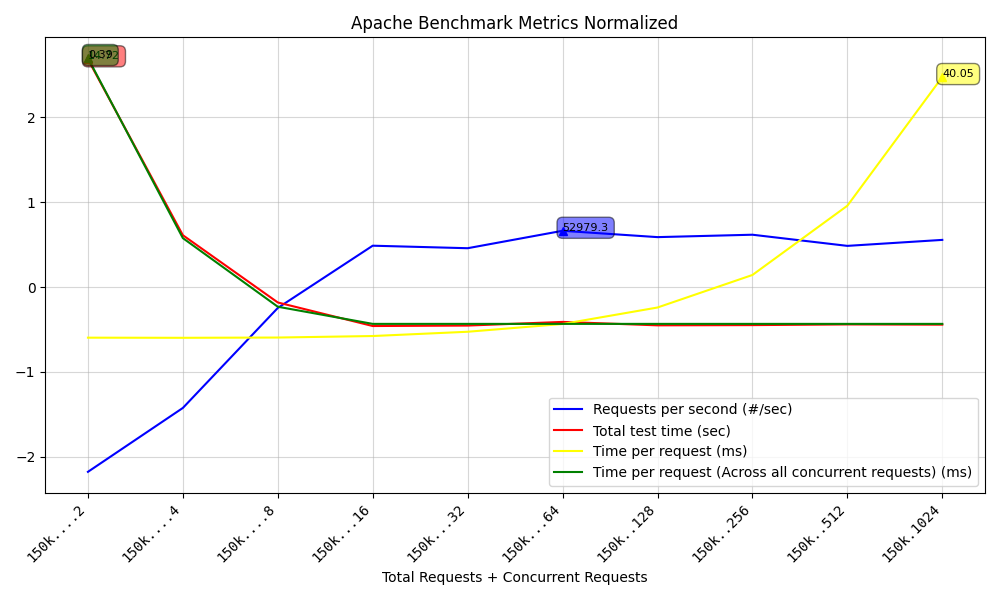 Apache Benchmark Metrics Normalized
0.39
40.05
2
1
52979.3
0
−1
−2
Requests per second (#/sec)
Total test time (sec)
Time per request (ms)
Time per request (Across all concurrent requests) (ms)
150k....2
150k....4
150k....8
150k...16
150k...32
150k...64
150k..128
150k..256
150k..512
150k.1024
Total Requests + Concurrent Requests